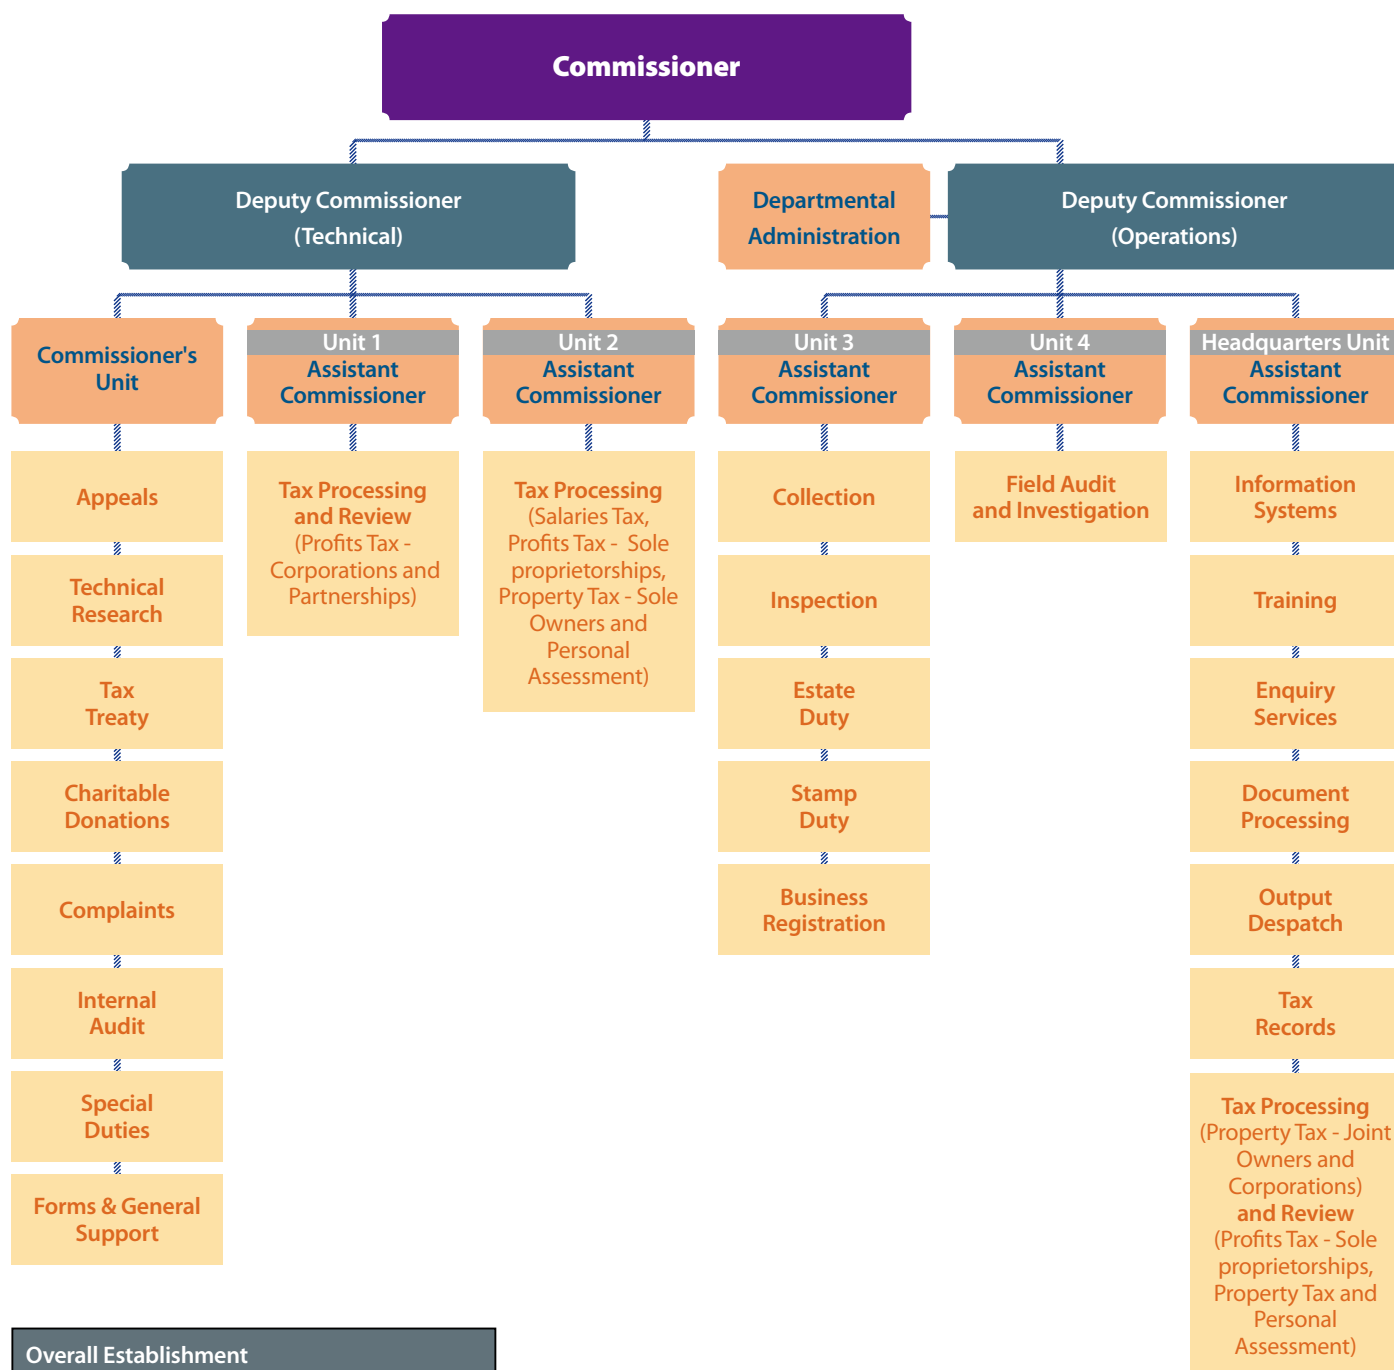 Commissioner
Deputy Commissioner
(Technical)
Departmental
Administration
Deputy Commissioner
(Operations)
Commissioner's
Unit
Unit 1
Assistant
Commissioner
Unit 2
Assistant
Commissioner
Unit 3
Assistant
Commissioner
Unit 4
Assistant
Commissioner
Headquarters Unit
Assistant
Commissioner
Appeals
Technical
Research
Tax
Treaty
Charitable
Donations
Complaints
Internal
Audit
Special
Duties
Forms & General
Support
Tax Processing
and Review
(Profits Tax -
Corporations and
Partnerships)
Tax Processing
(Salaries Tax,
Profits Tax - Sole
proprietorships,
Property Tax - Sole
Owners and
Personal
Assessment)
Collection
Inspection
Estate
Duty
Stamp
Duty
Business
Registration
Field Audit
and Investigation
Information
Systems
Training
Enquiry
Services
Document
Processing
Output
Despatch
Tax
Records
Tax Processing
(Property Tax - Joint
Owners and
Corporations)
and Review
(Profits Tax - Sole
proprietorships,
Property Tax and
Personal
Assessment)
Overall Establishment